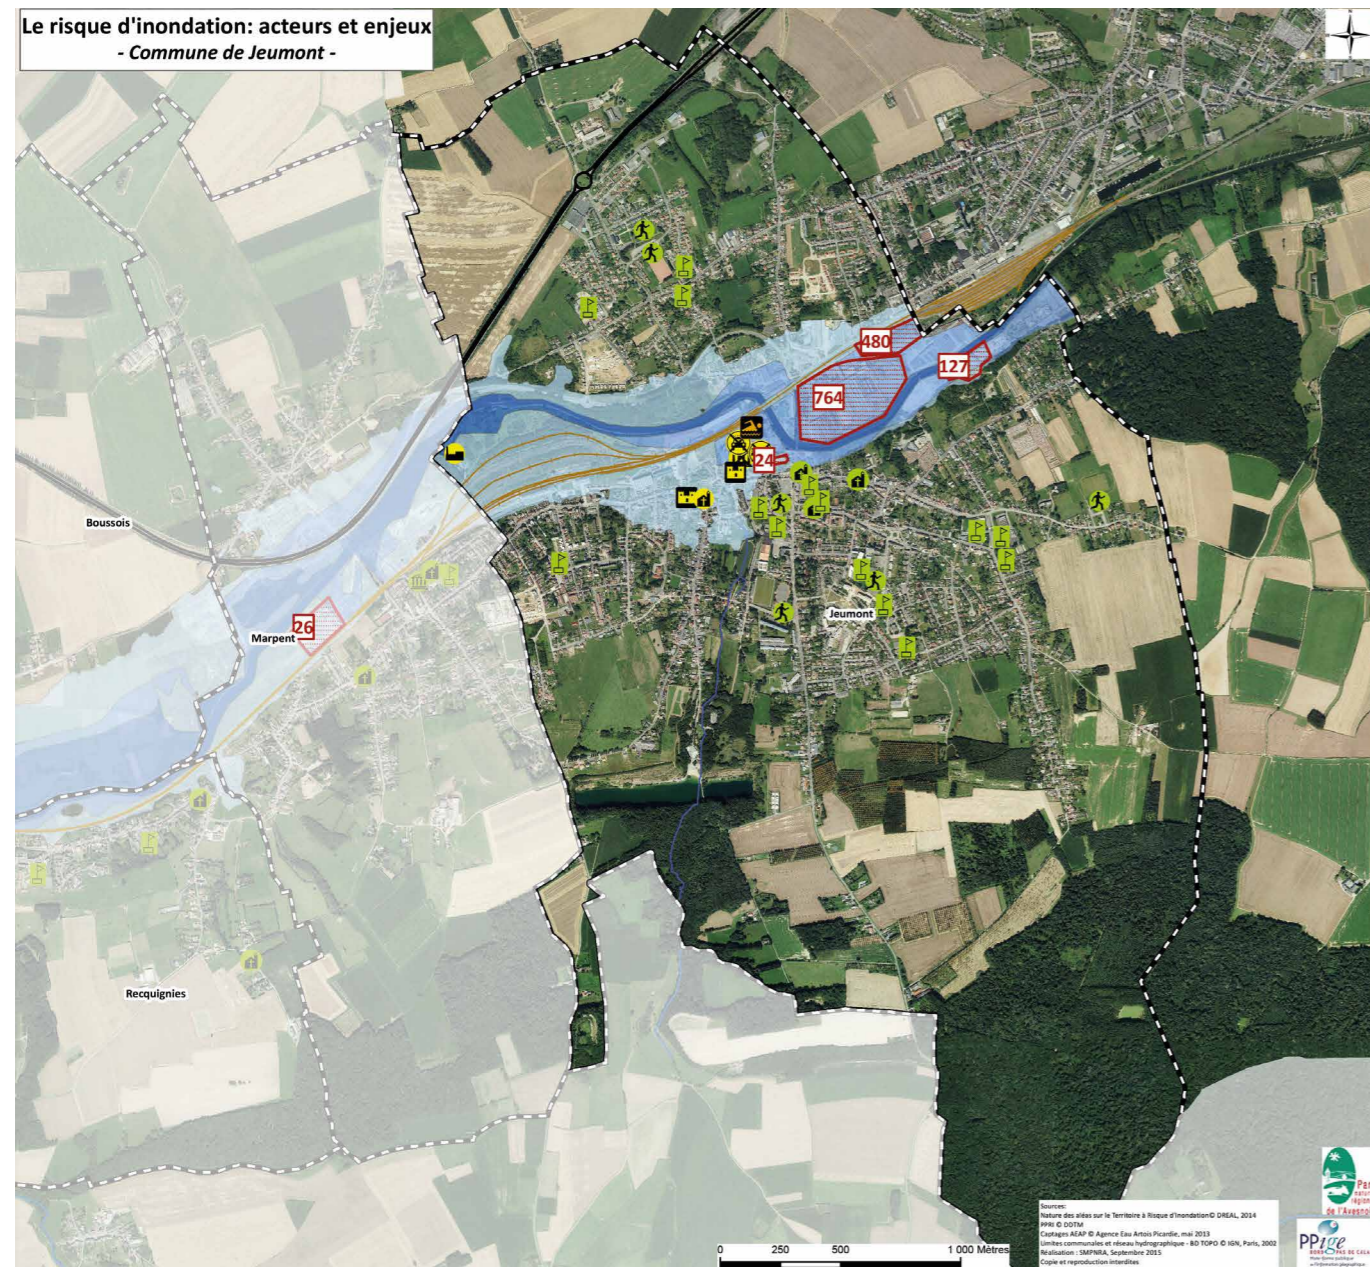 Le risque d'inondation: acteurs et enjeux
- Commune de Jeumont -
480
127
764
24
Boussois
26
Marpent
Jeumont
Recquignies
0 250 500 1 000 Mètres
Sources:
Nature des aléas sur le Territoire à Risque d'Inondation© DREAL, 2014
PPRI © DDTM
Captages AEAP © Agence Eau Artois Picardie, mai 2013
Limites communales et réseau hydrographique - BD TOPO © IGN, Paris, 2002
Réalisation : SMPNRA, Septembre 2015
Copie et reproduction interdites
de l'Avesnois
PPige